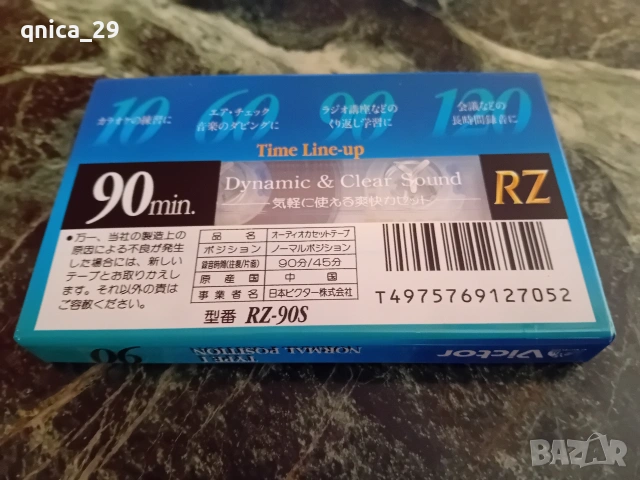 qnica_29
10 60 90 120
カラオケの練習に
エア・チェック
音楽のダビングに
ラジオ講座などの
くり返し学習に
会議などの
長時間録音に
Time Line-up
90min.
Dynamic & Clear Sound
気軽に使える爽快カセット
RZ
●万一、当社の製造上の
原因による不良が発生
した場合には、新しい
テープとお取りかえし
ます。それ以外の責は
ご容赦ください。
品名 オーディオカセットテープ
ポジション ノーマルポジション
録音時間(往復/片道) 90分/45分
原産国 中国
事業者名 日本ビクター株式会社
型番 RZ-90S
T4975769127052
90
TYPE I
NORMAL POSITION
Victor
BAZAR